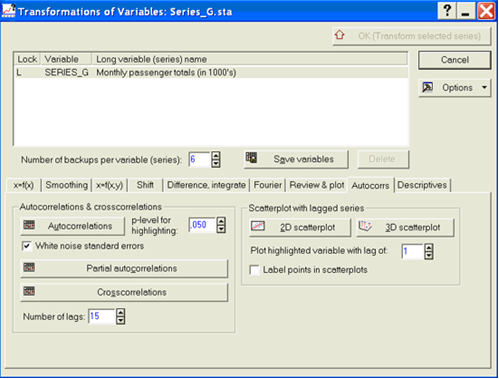 Transformations of Variables: Series_G.sta
OK (Transform selected series)
Lock Variable Long variable (series) name
L SERIES_G Monthly passenger totals (in 1000's)
Cancel
Options
Number of backups per variable (series): 6 Save variables Delete
x=f(x) Smoothing x=f(x,y) Shift Difference, integrate Fourier Review & plot Autocorrs Descriptives
Autocorrelations & crosscorrelations
Autocorrelations
p-level for
highlighting: .050
White noise standard errors
Partial autocorrelations
Crosscorrelations
Number of lags: 15
Scatterplot with lagged series
2D scatterplot 3D scatterplot
Plot highlighted variable with lag of: 1
Label points in scatterplots